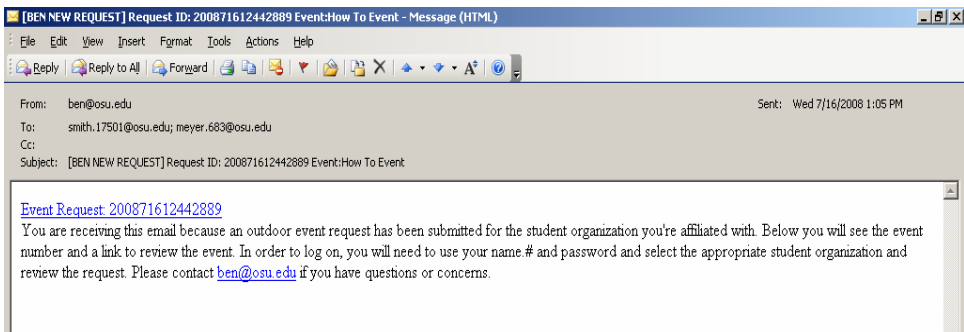 [BEN NEW REQUEST] Request ID: 200871612442889 Event:How To Event - Message (HTML)
File Edit View Insert Format Tools Actions Help
Reply Reply to All Forward
From: ben@osu.edu Sent: Wed 7/16/2008 1:05 PM
To: smith.17501@osu.edu; meyer.683@osu.edu
Cc:
Subject: [BEN NEW REQUEST] Request ID: 200871612442889 Event:How To Event
Event Request: 200871612442889
You are receiving this email because an outdoor event request has been submitted for the student organization you're affiliated with. Below you will see the event
number and a link to review the event. In order to log on, you will need to use your name.# and password and select the appropriate student organization and
review the request. Please contact ben@osu.edu if you have questions or concerns.